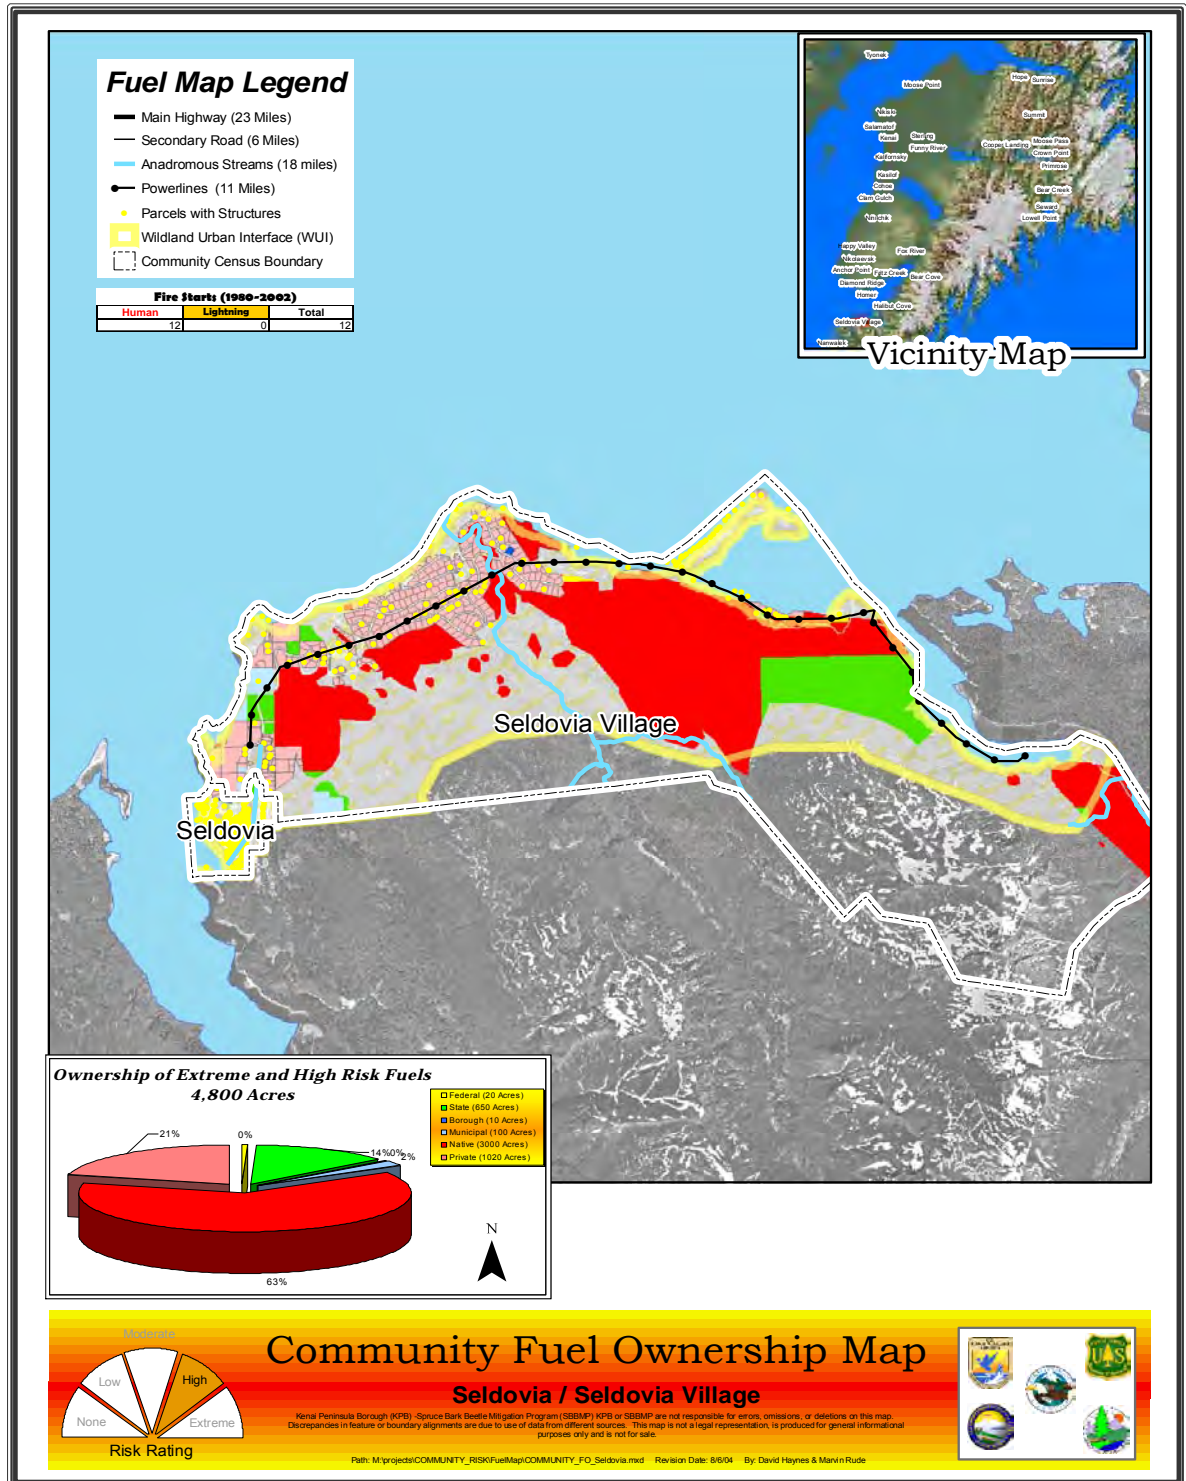 Fuel Map Legend
Main Highway (23 Miles)
Secondary Road (6 Miles)
Anadromous Streams (18 miles)
Powerlines (11 Miles)
Parcels with Structures
Wildland Urban Interface (WUI)
Community Census Boundary
Fire Starts (1980-2002)
Human Lightning Total
12 0 12
Tyonek
Moose Point
Hope
Sunrise
Nikiski
Summit
Salamatof
Kenai
Sterling
Funny River
Cooper Landing
Moose Pass
Crown Point
Kalifornsky
Primrose
Kasilof
Cohoe
Bear Creek
Clam Gulch
Seward
Lowell Point
Ninilchik
Happy Valley
Fox River
Nikolaevsk
Anchor Point
Fritz Creek
Bear Cove
Diamond Ridge
Homer
Halibut Cove
Seldovia Village
Nanwalek
Vicinity Map
Seldovia Village
Seldovia
Ownership of Extreme and High Risk Fuels
4,800 Acres
Federal (20 Acres)
State (650 Acres)
Borough (10 Acres)
Municipal (100 Acres)
Native (3000 Acres)
Private (1020 Acres)
21%
0%
14%
0%
2%
63%
N
Moderate
Low
High
None
Extreme
Risk Rating
Community Fuel Ownership Map
Seldovia / Seldovia Village
Kenai Peninsula Borough (KPB) -Spruce Bark Beetle Mitigation Program (SBBMP) KPB or SBBMP are not responsible for errors, omissions, or deletions on this map.
Discrepancies in feature or boundary alignments are due to use of data from different sources. This map is not a legal representation, is produced for general informational
purposes only and is not for sale.
Path: M:\projects\COMMUNITY_RISK\FuelMap\COMMUNITY_FO_Seldovia.mxd Revision Date: 8/6/04 By: David Haynes & Marvin Rude
UAS